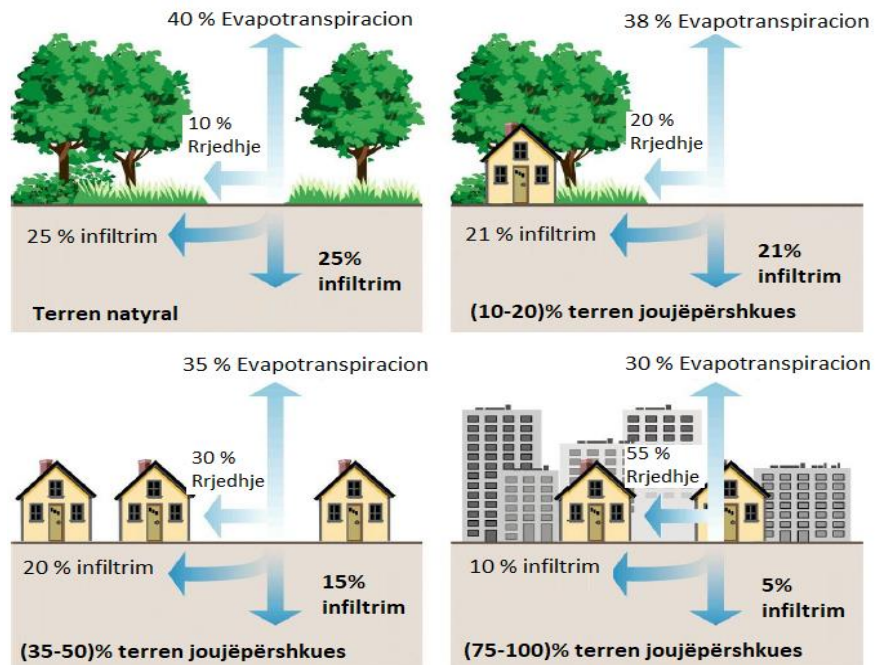 40 % Evapotranspiracion
10 %
Rrjedhje
25 % infiltrim
25%
infiltrim
Terren natyral
38 % Evapotranspiracion
20 %
Rrjedhje
21 % infiltrim
21%
infiltrim
(10-20)% terren joujëpërshkues
35 % Evapotranspiracion
30 %
Rrjedhje
20 % infiltrim
15%
infiltrim
(35-50)% terren joujëpërshkues
30 % Evapotranspiracion
55 %
Rrjedhje
10 % infiltrim
5%
infiltrim
(75-100)% terren joujëpërshkues